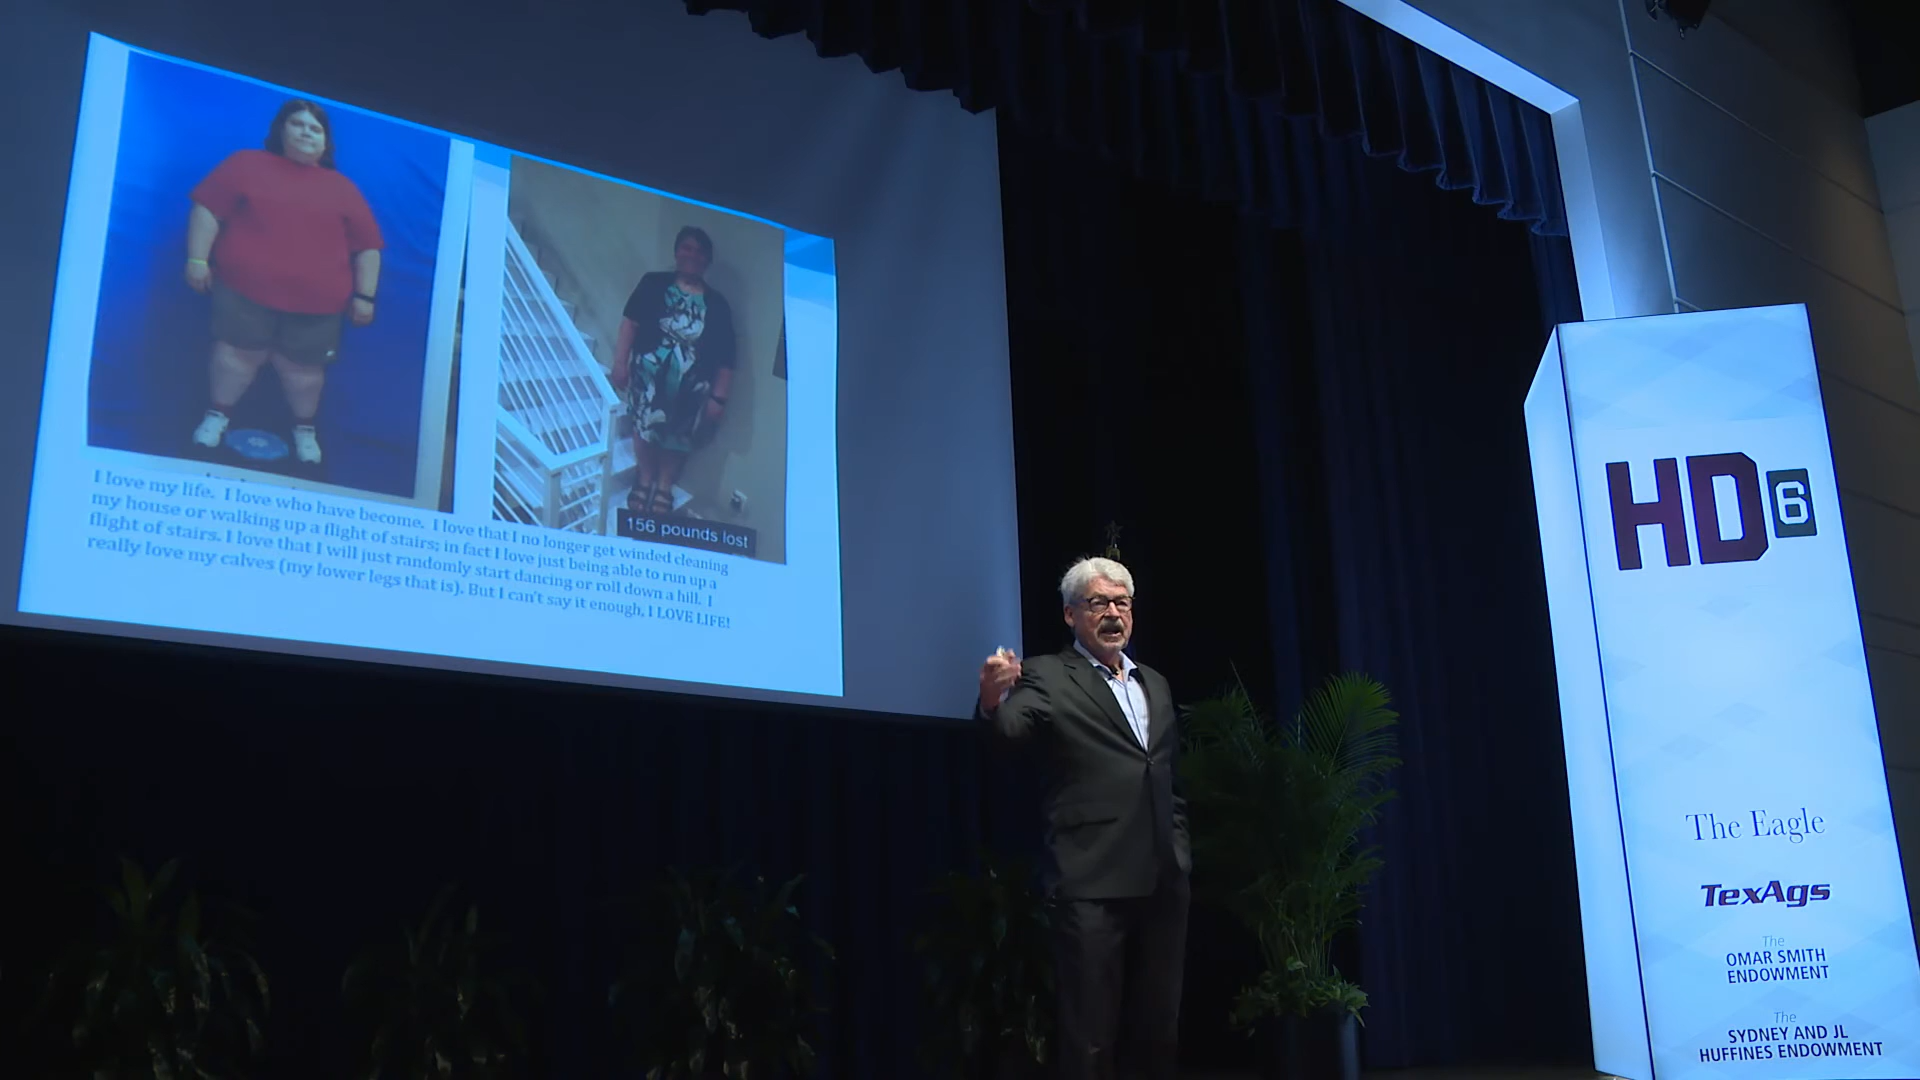 156 pounds lost
I love my life. I love who have become. I love that I no longer get winded cleaning
my house or walking up a flight of stairs; in fact I love just being able to run up a
flight of stairs. I love that I will just randomly start dancing or roll down a hill. I
really love my calves (my lower legs that is). But I can't say it enough, I LOVE LIFE!
HD6
The Eagle
TexAgs
The
OMAR SMITH
ENDOWMENT
The
SYDNEY AND JL
HUFFINES ENDOWMENT